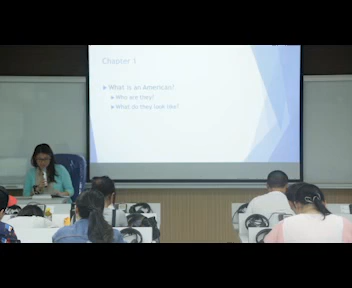 Chapter 1
What is an American?
Who are they?
What do they look like?